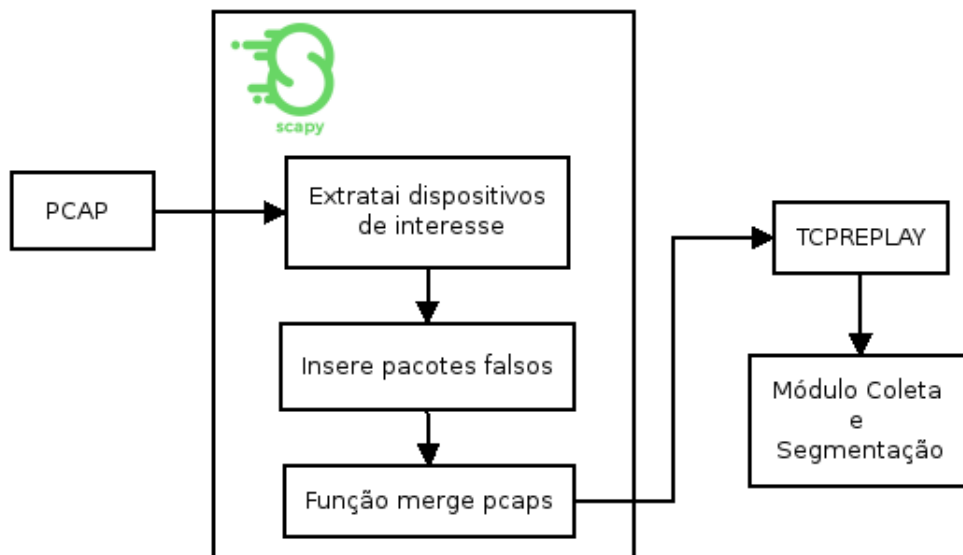 scapy
PCAP
Extratai dispositivos
de interesse
Insere pacotes falsos
Função merge pcaps
TCPREPLAY
Módulo Coleta
e
Segmentação